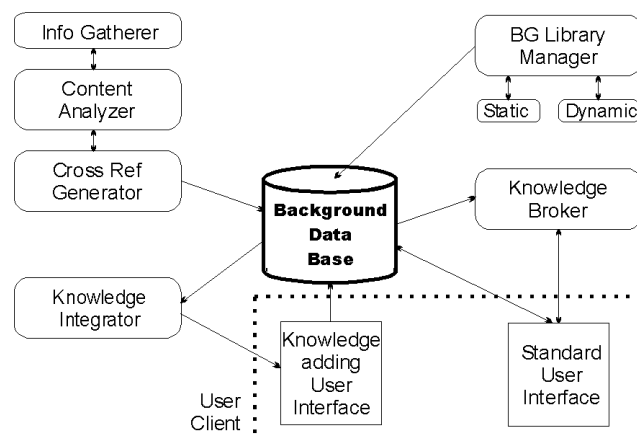 Info Gatherer
Content
Analyzer
Cross Ref
Generator
BG Library
Manager
Static
Dynamic
Background
Data
Base
Knowledge
Broker
Knowledge
Integrator
Knowledge
adding
User
Interface
Standard
User
Interface
User
Client